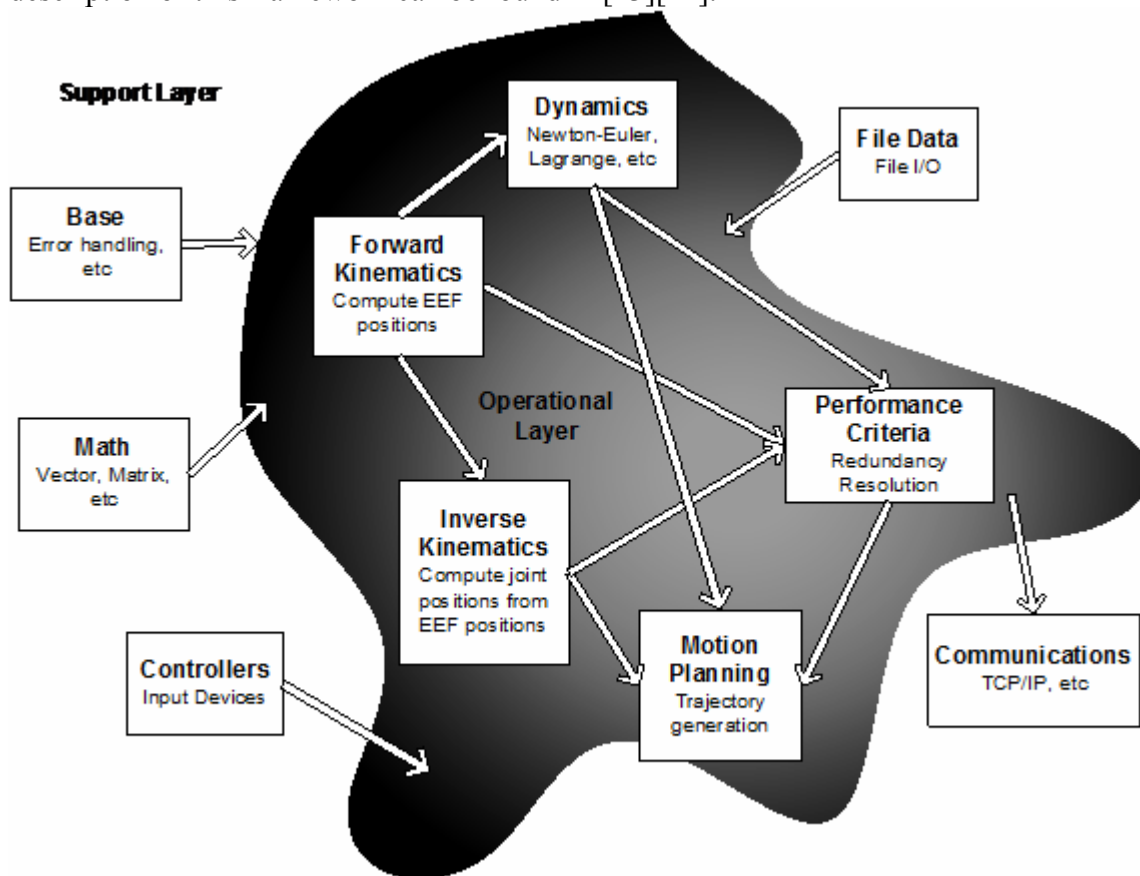 Support Layer
Dynamics
Newton-Euler,
Lagrange, etc
File Data
File I/O
Base
Error handling,
etc
Forward
Kinematics
Compute EEF
positions
Operational
Layer
Performance
Criteria
Redundancy
Resolution
Math
Vector, Matrix,
etc
Inverse
Kinematics
Compute joint
positions from
EEF positions
Controllers
Input Devices
Motion
Planning
Trajectory
generation
Communications
TCP/IP, etc